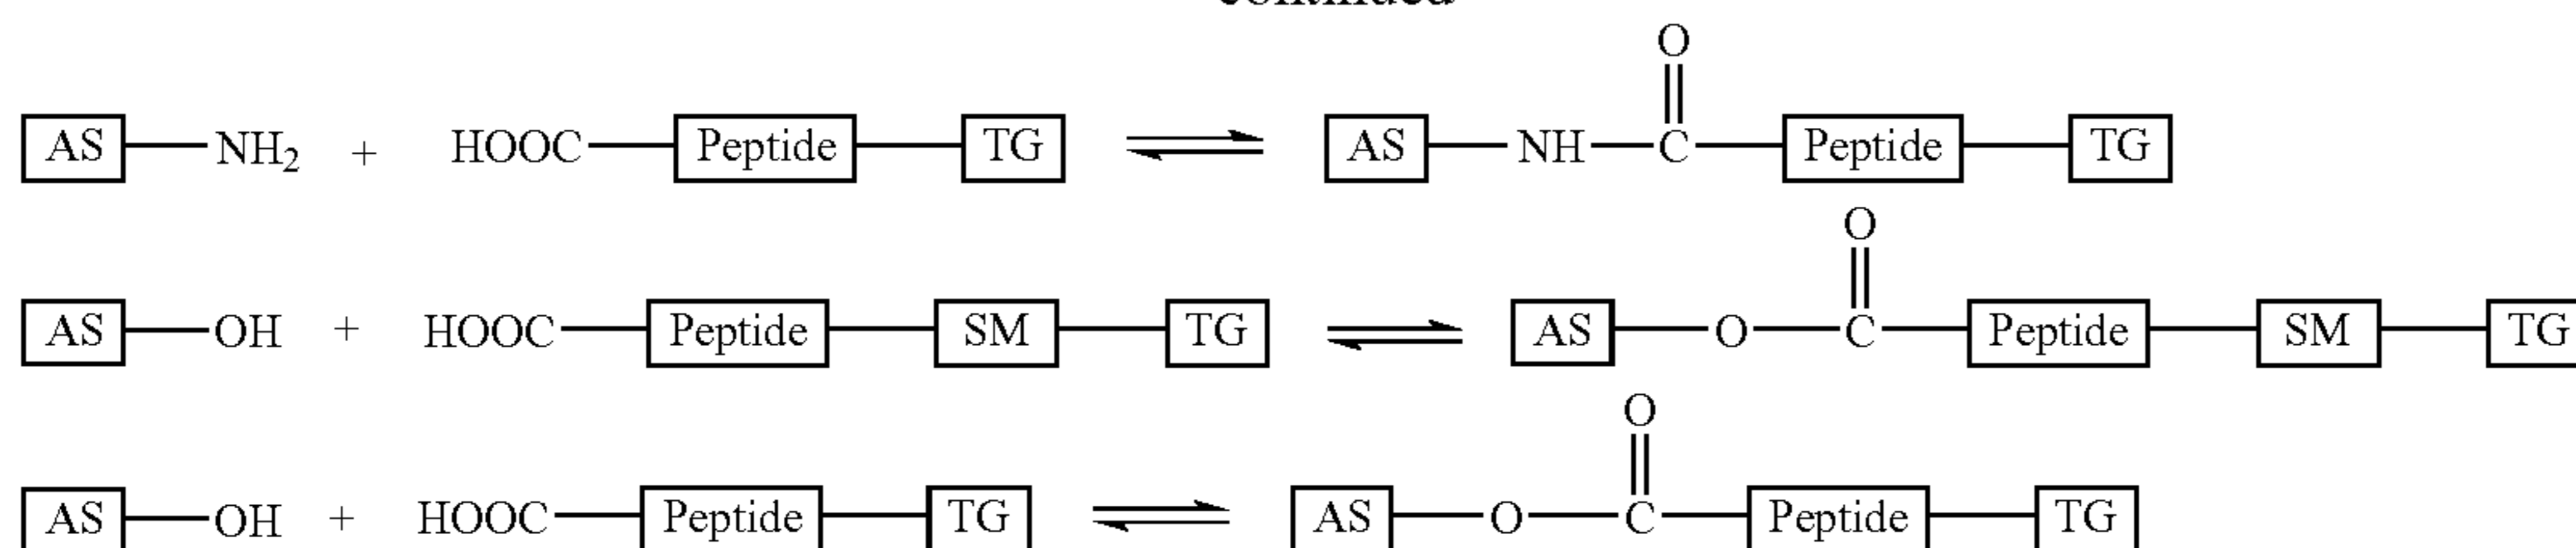 O
AS NH2 + HOOC Peptide TG AS NH C Peptide TG
O
AS OH + HOOC Peptide SM TG AS O C Peptide SM TG
O
AS OH + HOOC Peptide TG AS O C Peptide TG